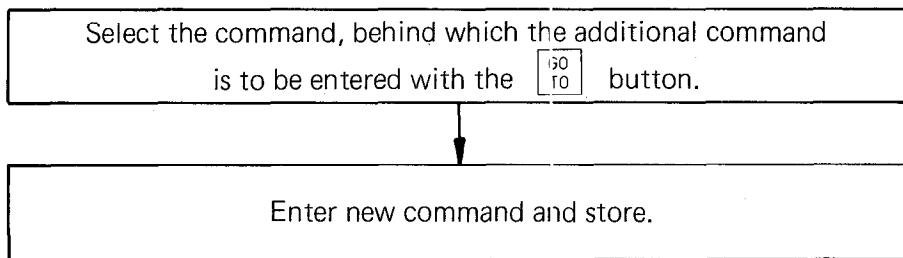 Select the command, behind which the additional command
is to be entered with the GO TO button.
Enter new command and store.